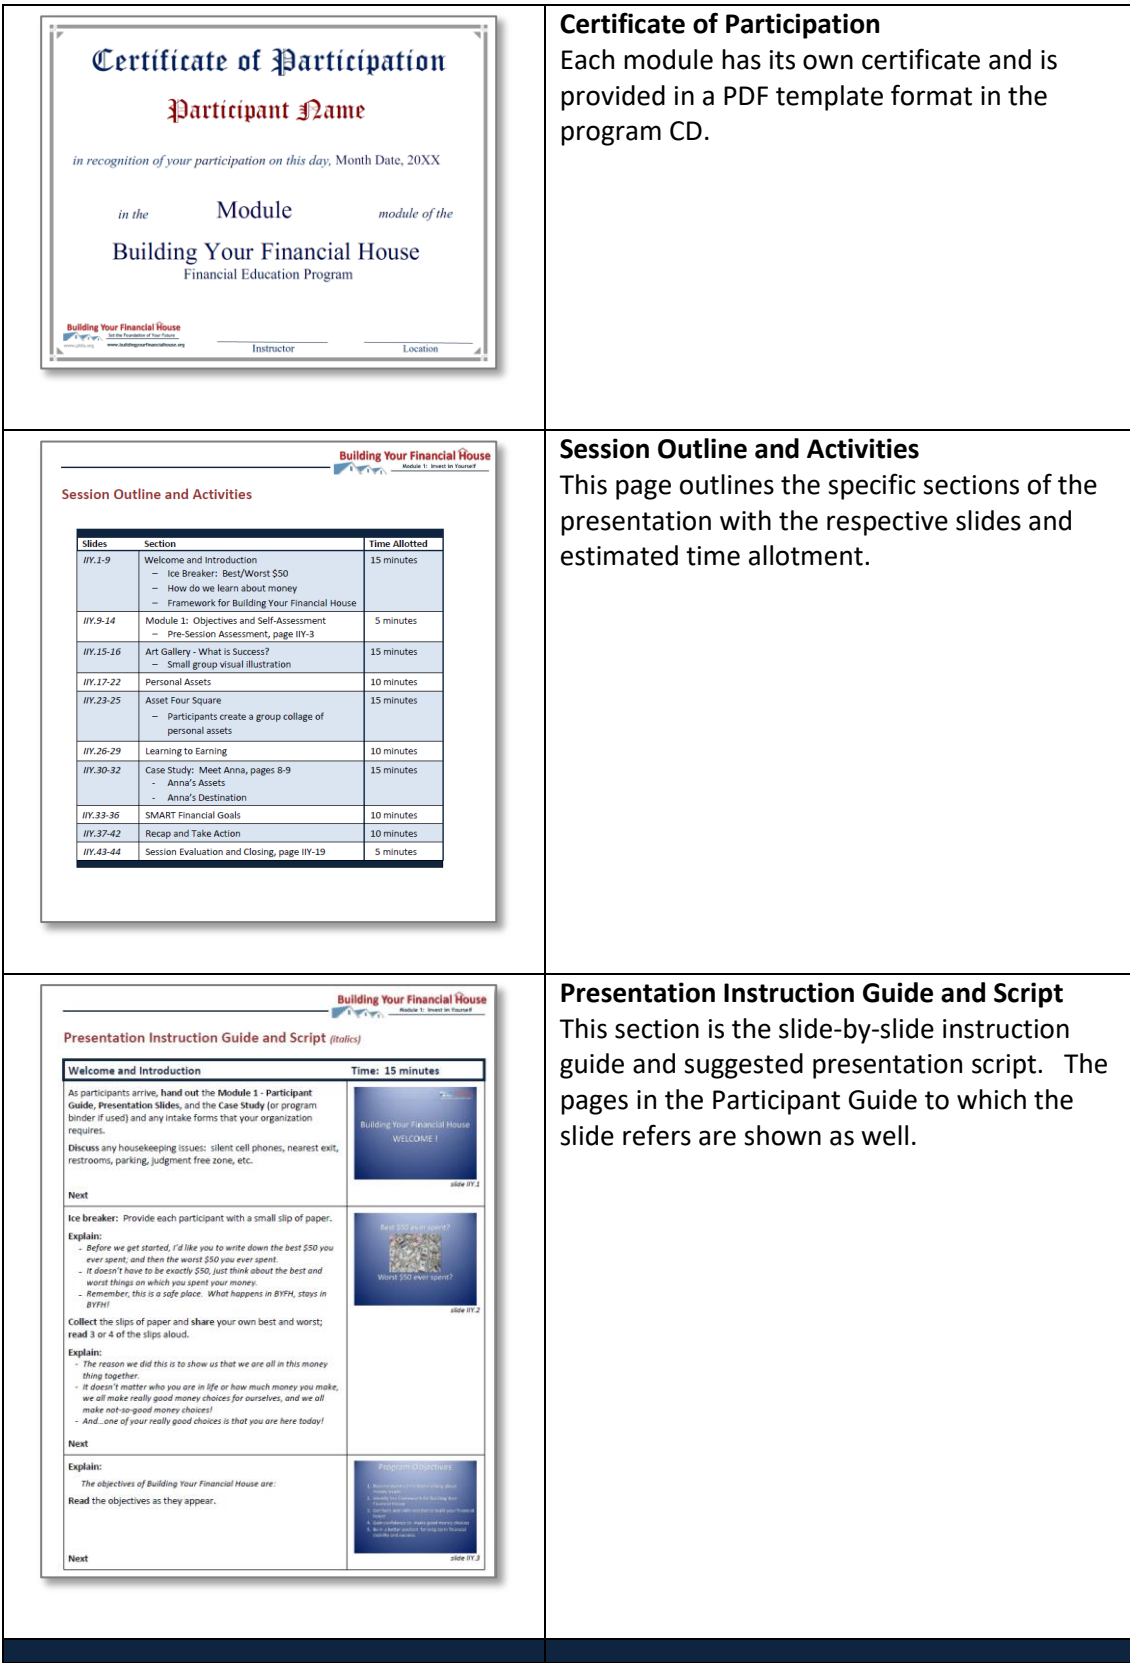 Certificate of Participation
Participant Name
in recognition of your participation on this day, Month Date, 20XX
in the Module module of the
Building Your Financial House
Financial Education Program
Building Your Financial House
Set the Foundation of Your Future
www.buildingyourfinancialhouse.org
Instructor Location
Certificate of Participation
Each module has its own certificate and is
provided in a PDF template format in the
program CD.
Building Your Financial House
Module 1: Invest in Yourself
Session Outline and Activities
Slides Section Time Allotted
IIY.1-9 Welcome and Introduction 15 minutes
– Ice Breaker: Best/Worst $50
– How do we learn about money
– Framework for Building Your Financial House
IIY.9-14 Module 1: Objectives and Self-Assessment 5 minutes
– Pre-Session Assessment, page IIY-3
IIY.15-16 Art Gallery - What is Success? 15 minutes
– Small group visual illustration
IIY.17-22 Personal Assets 10 minutes
IIY.23-25 Asset Four Square 15 minutes
– Participants create a group collage of
personal assets
IIY.26-29 Learning to Earning 10 minutes
IIY.30-32 Case Study: Meet Anna, pages 8-9 15 minutes
- Anna's Assets
- Anna's Destination
IIY.33-36 SMART Financial Goals 10 minutes
IIY.37-42 Recap and Take Action 10 minutes
IIY.43-44 Session Evaluation and Closing, page IIY-19 5 minutes
Session Outline and Activities
This page outlines the specific sections of the
presentation with the respective slides and
estimated time allotment.
Building Your Financial House
Module 1: Invest in Yourself
Presentation Instruction Guide and Script (italics)
Welcome and Introduction Time: 15 minutes
As participants arrive, hand out the Module 1 - Participant
Guide, Presentation Slides, and the Case Study (or program
binder if used) and any intake forms that your organization
requires.
Discuss any housekeeping issues: silent cell phones, nearest exit,
restrooms, parking, judgment free zone, etc.
Next
Building Your Financial House
WELCOME !
slide IIY.1
Ice breaker: Provide each participant with a small slip of paper.
Explain:
- Before we get started, I'd like you to write down the best $50 you
ever spent; and then the worst $50 you ever spent.
- It doesn't have to be exactly $50, just think about the best and
worst things on which you spent your money.
- Remember, this is a safe place. What happens in BYFH, stays in
BYFH!
Collect the slips of paper and share your own best and worst;
read 3 or 4 of the slips aloud.
Explain:
- The reason we did this is to show us that we are all in this money
thing together.
- It doesn't matter who you are in life or how much money you make,
we all make really good money choices for ourselves, and we all
make not-so-good money choices!
- And...one of your really good choices is that you are here today!
Next
Best $50 ever spent?
Worst $50 ever spent?
slide IIY.2
Explain:
The objectives of Building Your Financial House are:
Read the objectives as they appear.
Next
Program Objectives
slide IIY.3
Presentation Instruction Guide and Script
This section is the slide-by-slide instruction
guide and suggested presentation script. The
pages in the Participant Guide to which the
slide refers are shown as well.